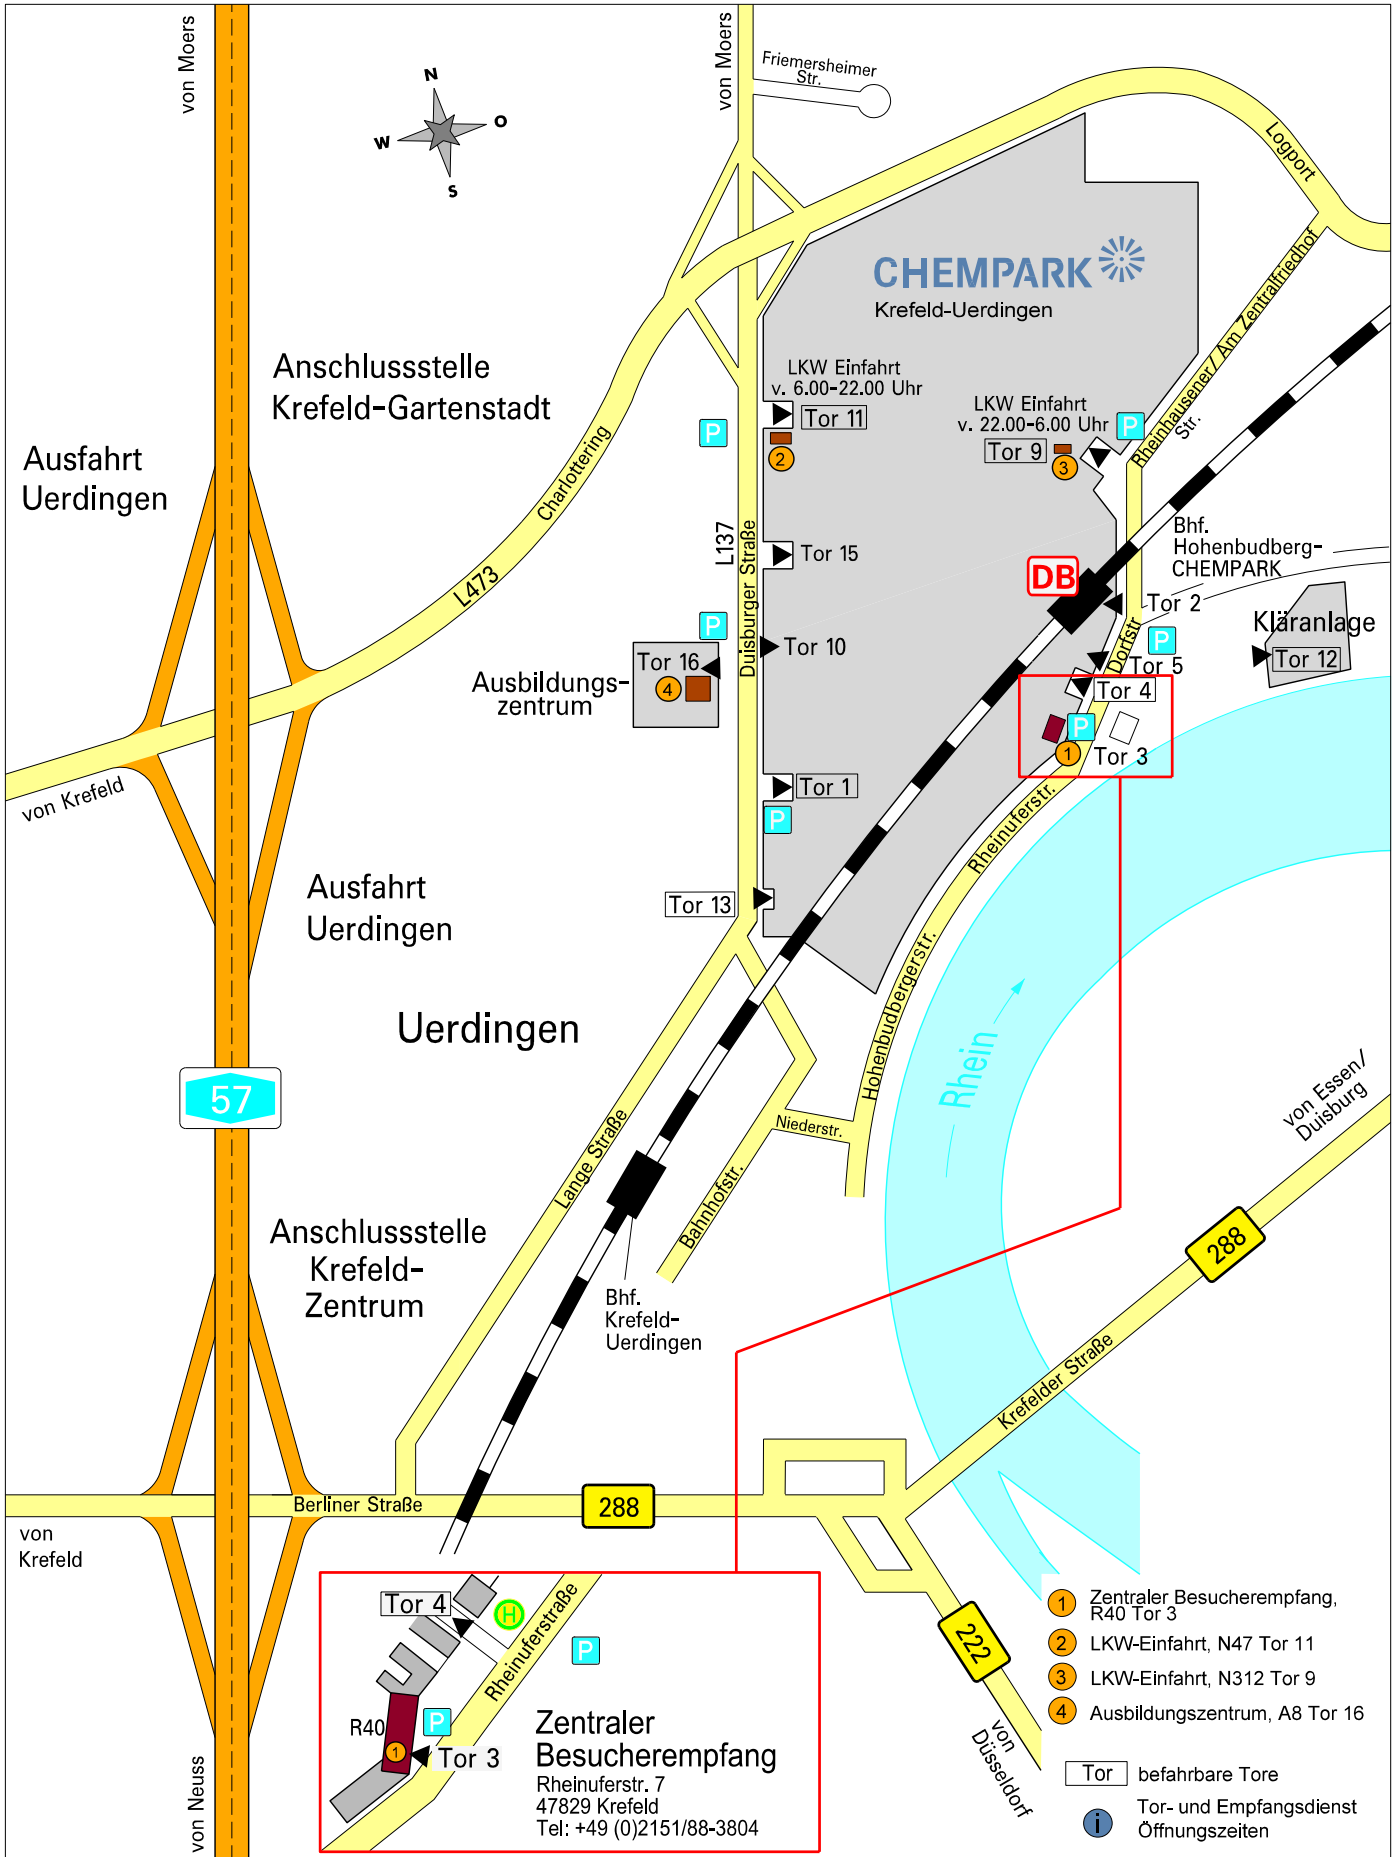 von Moers
von Moers
Friemersheimer
Str.
N
W
O
S
Logport
CHEMPARK
Krefeld-Uerdingen
Rheinhausener/ Am Zentralfriedhof
Str.
Anschlussstelle
Krefeld-Gartenstadt
LKW Einfahrt
v. 6.00-22.00 Uhr
Tor 11
P
2
LKW Einfahrt
v. 22.00-6.00 Uhr
Tor 9
3
P
Ausfahrt
Uerdingen
Charlottering
L473
L137
Duisburger Straße
Tor 15
Bhf.
Hohenbudberg-
CHEMPARK
DB
Tor 2
P
Tor 10
Tor 16
4
Ausbildungs-
zentrum
Kläranlage
Tor 12
P
Dorfstr.
Tor 5
Tor 4
P
1
Tor 3
von Krefeld
Tor 1
P
Rheinuferstr.
Ausfahrt
Uerdingen
Tor 13
Hohenbudbergerstr.
Uerdingen
Rhein
57
von Essen/
Duisburg
Lange Straße
Niederstr.
Bahnhofstr.
Anschlussstelle
Krefeld-
Zentrum
288
Bhf.
Krefeld-
Uerdingen
Krefelder Straße
Berliner Straße
288
von
Krefeld
222
von
Düsseldorf
von Neuss
Tor 4
H
Rheinuferstraße
P
R40
P
1
Tor 3
Zentraler
Besucherempfang
Rheinuferstr. 7
47829 Krefeld
Tel: +49 (0)2151/88-3804
1 Zentraler Besucherempfang,
R40 Tor 3
2 LKW-Einfahrt, N47 Tor 11
3 LKW-Einfahrt, N312 Tor 9
4 Ausbildungszentrum, A8 Tor 16
Tor befahrbare Tore
i Tor- und Empfangsdienst
Öffnungszeiten